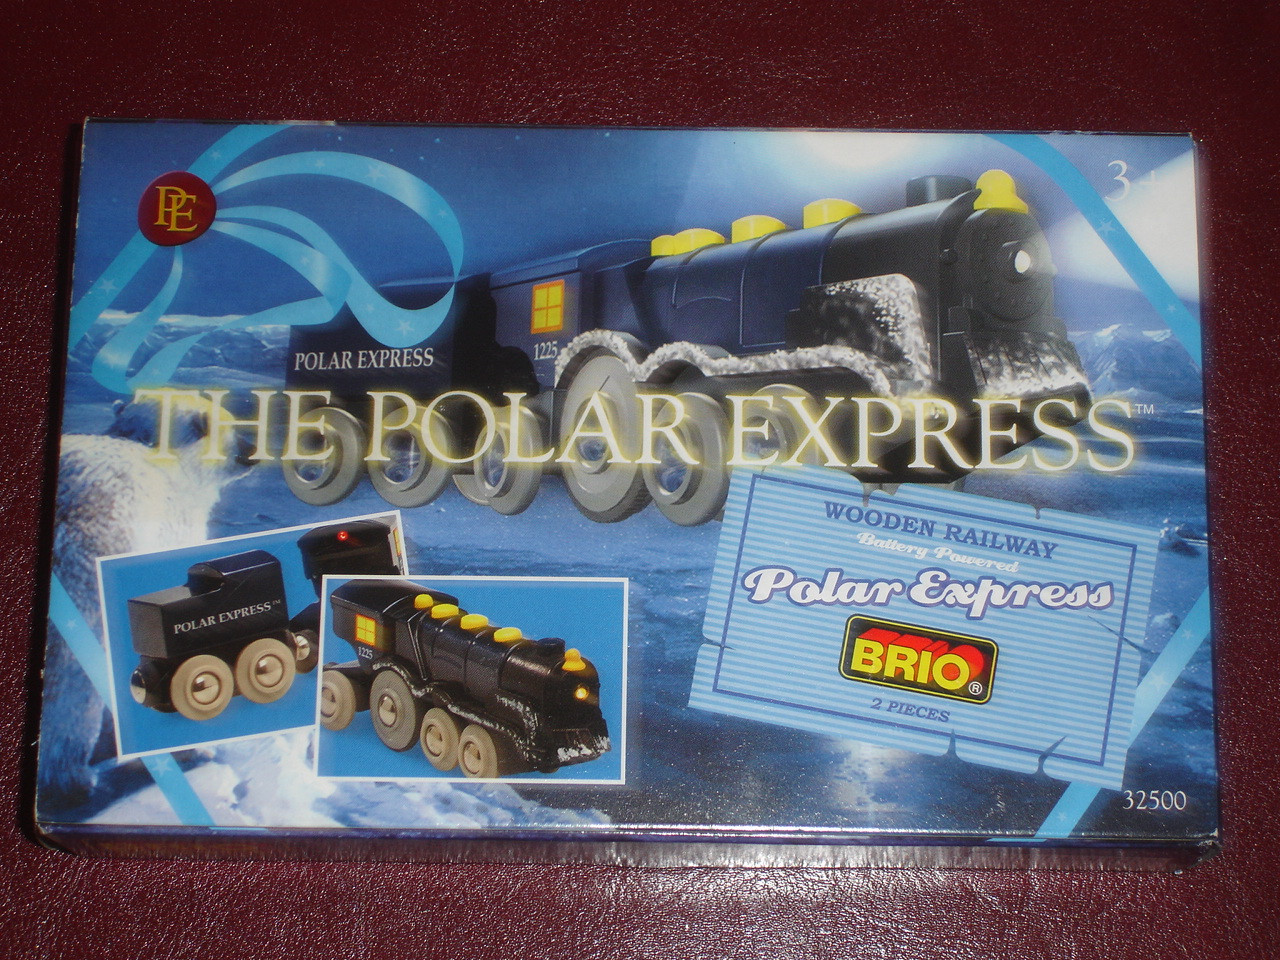 PE
3+
POLAR EXPRESS
1225
THE POLAR EXPRESS™
WOODEN RAILWAY
Battery Powered
Polar Express
BRIO®
2 PIECES
POLAR EXPRESS™
1225
32500